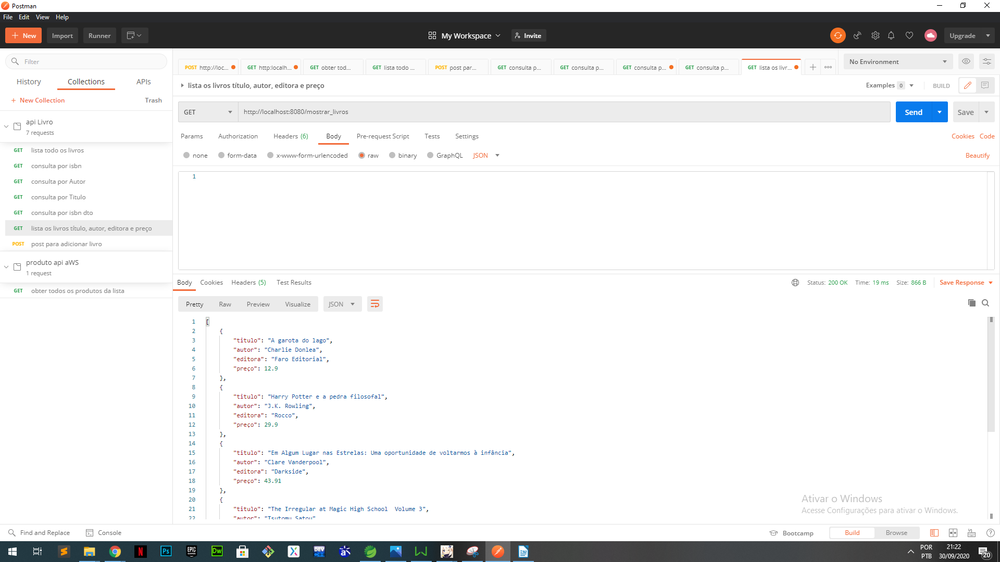 Postman
File Edit View Help
+ New Import Runner My Workspace Invite Upgrade
Filter
History Collections APIs
+ New Collection Trash
api Livro
7 requests
GET lista todo os livros
GET consulta por isbn
GET consulta por Autor
GET consulta por Titulo
GET consulta por isbn dto
GET lista os livros título, autor, editora e preço
POST post para adicionar livro
produto api aWS
1 request
GET obter todos os produtos da lista
POST http://loc... GET http:localh... GET obter tod... GET lista todo ... POST post par... GET consulta p... GET consulta p... GET consulta p... GET consulta p... GET lista os livr... No Environment
lista os livros título, autor, editora e preço Examples 0 BUILD
GET http://localhost:8080/mostrar_livros Send Save
Params Authorization Headers (6) Body Pre-request Script Tests Settings Cookies Code
none form-data x-www-form-urlencoded raw binary GraphQL JSON Beautify
1
Body Cookies Headers (5) Test Results Status: 200 OK Time: 19 ms Size: 866 B Save Response
Pretty Raw Preview Visualize JSON
1 [
2 {
3 "titulo": "A garota do lago",
4 "autor": "Charlie Donlea",
5 "editora": "Faro Editorial",
6 "preço": 12.9
7 },
8 {
9 "titulo": "Harry Potter e a pedra filosofal",
10 "autor": "J.K. Rowling",
11 "editora": "Rocco",
12 "preço": 29.9
13 },
14 {
15 "titulo": "Em Algum Lugar nas Estrelas: Uma oportunidade de voltarmos à infância",
16 "autor": "Clare Vanderpool",
17 "editora": "Darkside",
18 "preço": 43.91
19 },
20 {
21 "titulo": "The Irregular at Magic High School  Volume 3",
22 "autor": "Tsutomu Satou"
Ativar o Windows
Acesse Configurações para ativar o Windows.
Find and Replace Console Bootcamp Build Browse
Ps EPIC GAMES Dw DEV POR 21:22
PTB 30/09/2020 20